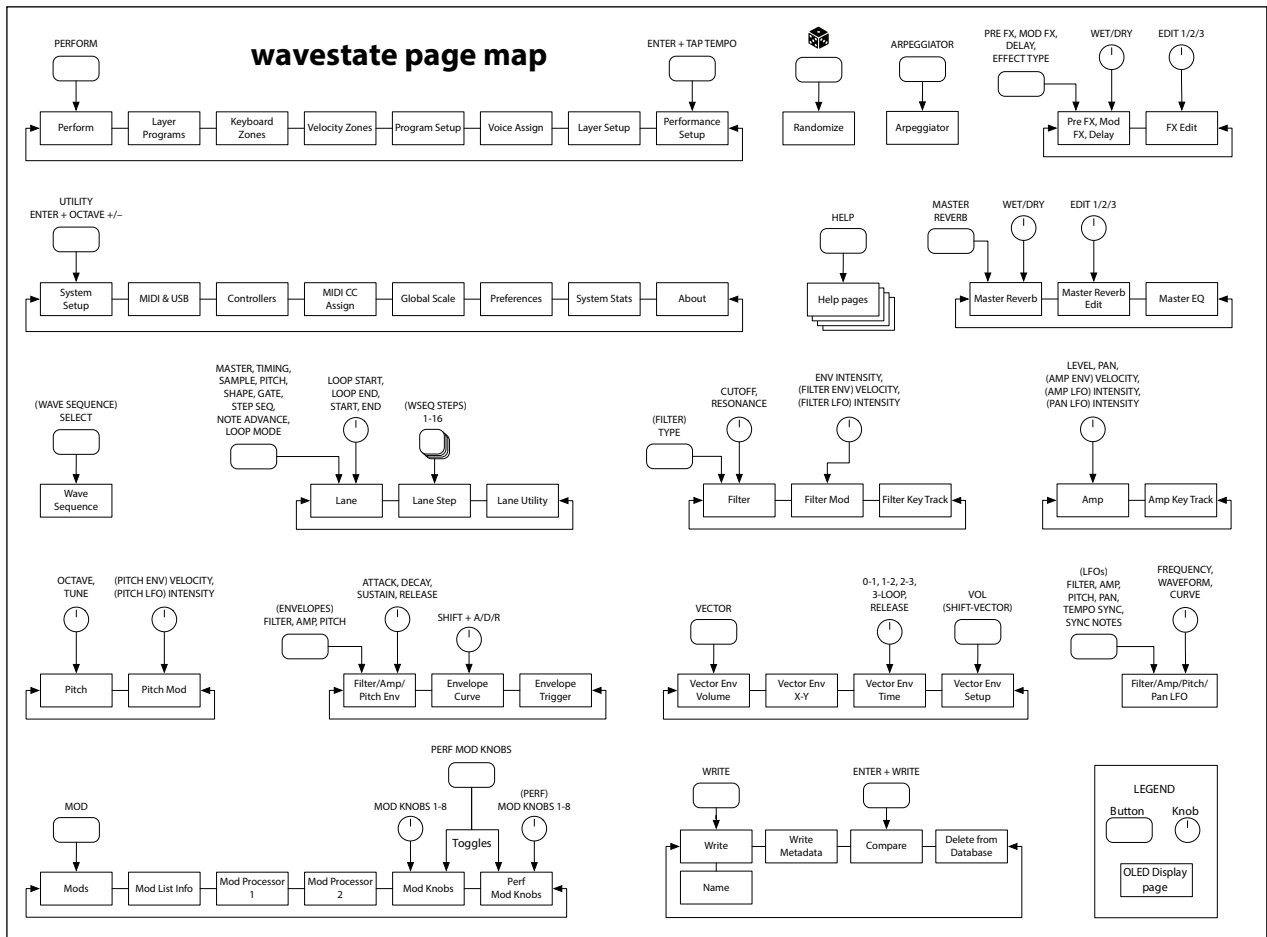 wavestate page map
PERFORM
ENTER + TAP TEMPO
ARPEGGIATOR
PRE FX, MOD FX,
DELAY,
EFFECT TYPE
WET/DRY
EDIT 1/2/3
Perform
Layer
Programs
Keyboard
Zones
Velocity Zones
Program Setup
Voice Assign
Layer Setup
Performance
Setup
Randomize
Arpeggiator
Pre FX, Mod
FX, Delay
FX Edit
UTILITY
ENTER + OCTAVE +/–
HELP
MASTER
REVERB
WET/DRY
EDIT 1/2/3
System
Setup
MIDI & USB
Controllers
MIDI CC
Assign
Global Scale
Preferences
System Stats
About
Help pages
Master Reverb
Master Reverb
Edit
Master EQ
(WAVE SEQUENCE)
SELECT
MASTER, TIMING,
SAMPLE, PITCH,
SHAPE, GATE,
STEP SEQ,
NOTE ADVANCE,
LOOP MODE
LOOP START,
LOOP END,
START, END
(WSEQ STEPS)
1-16
(FILTER)
TYPE
CUTOFF,
RESONANCE
ENV INTENSITY,
(FILTER ENV) VELOCITY,
(FILTER LFO) INTENSITY
LEVEL, PAN,
(AMP ENV) VELOCITY,
(AMP LFO) INTENSITY,
(PAN LFO) INTENSITY
Wave
Sequence
Lane
Lane Step
Lane Utility
Filter
Filter Mod
Filter Key Track
Amp
Amp Key Track
OCTAVE,
TUNE
(PITCH ENV) VELOCITY,
(PITCH LFO) INTENSITY
(ENVELOPES)
FILTER, AMP, PITCH
ATTACK, DECAY,
SUSTAIN, RELEASE
SHIFT + A/D/R
VECTOR
0-1, 1-2, 2-3,
3-LOOP,
RELEASE
VOL
(SHIFT-VECTOR)
(LFOs)
FILTER, AMP,
PITCH, PAN,
TEMPO SYNC,
SYNC NOTES
FREQUENCY,
WAVEFORM,
CURVE
Pitch
Pitch Mod
Filter/Amp/
Pitch Env
Envelope
Curve
Envelope
Trigger
Vector Env
Volume
Vector Env
X-Y
Vector Env
Time
Vector Env
Setup
Filter/Amp/Pitch/
Pan LFO
MOD
PERF MOD KNOBS
MOD KNOBS 1-8
(PERF)
MOD KNOBS 1-8
Toggles
WRITE
ENTER + WRITE
Mods
Mod List Info
Mod Processor
1
Mod Processor
2
Mod Knobs
Perf
Mod Knobs
Write
Write
Metadata
Compare
Delete from
Database
Name
LEGEND
Button
Knob
OLED Display
page